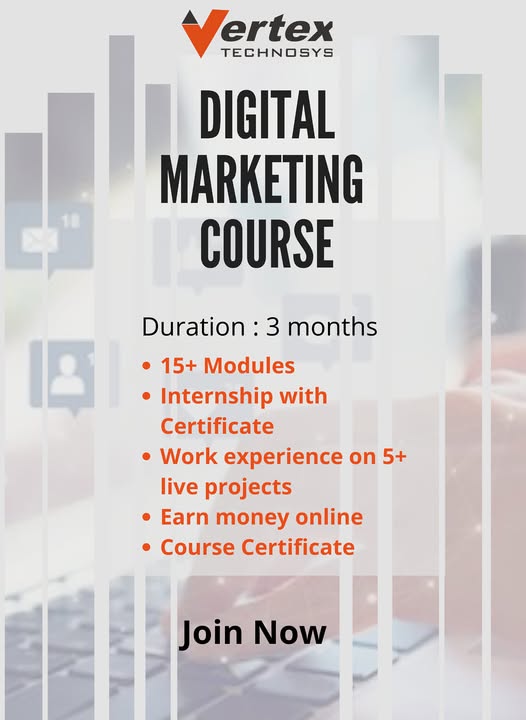 Vertex
TECHNOSYS
DIGITAL
MARKETING
COURSE
Duration : 3 months
• 15+ Modules
• Internship with
Certificate
• Work experience on 5+
live projects
• Earn money online
• Course Certificate
Join Now
18